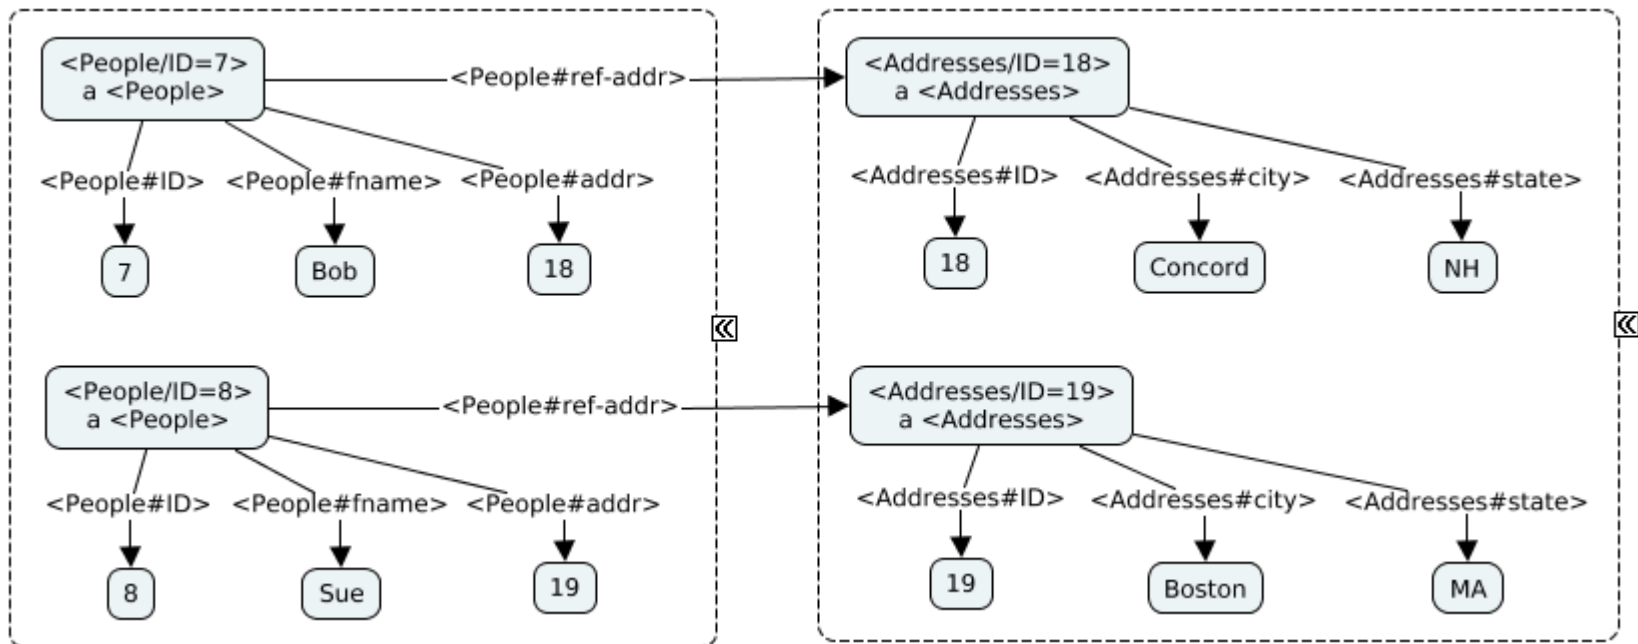 <People/ID=7>
a <People>
<People#ref-addr>
<Addresses/ID=18>
a <Addresses>
<People#ID>
<People#fname>
<People#addr>
<Addresses#ID>
<Addresses#city>
<Addresses#state>
7
Bob
18
18
Concord
NH
<People/ID=8>
a <People>
<People#ref-addr>
<Addresses/ID=19>
a <Addresses>
<People#ID>
<People#fname>
<People#addr>
<Addresses#ID>
<Addresses#city>
<Addresses#state>
8
Sue
19
19
Boston
MA